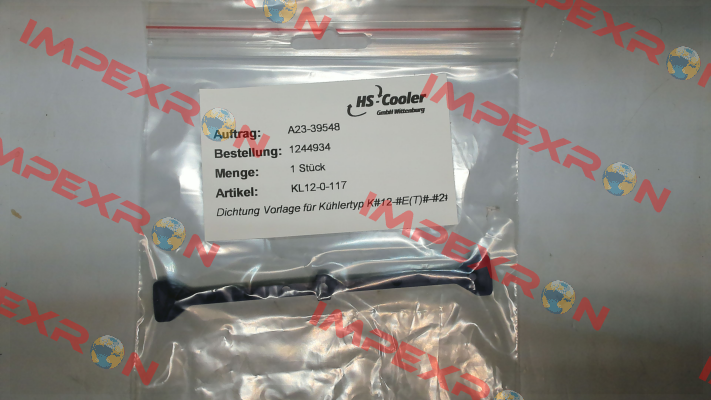 HS-Cooler
GmbH Wittenburg
Auftrag: A23-39548
Bestellung: 1244934
Menge: 1 Stück
Artikel: KL12-0-117
Dichtung Vorlage für Kühlertyp K#12-#E(T)#-#2
IMPEXRON
IMPEXRON
IMPEXRON
IMPEXRON
IMPEXRON
IMPEXRON
IMPEXRON
IMPEXRON